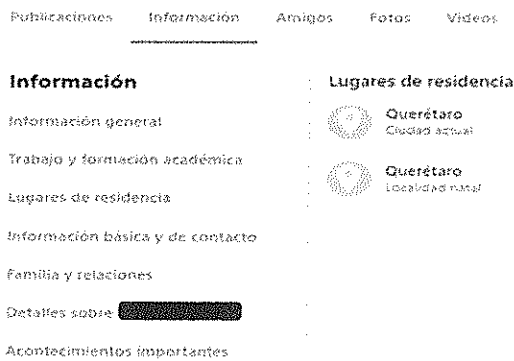 Publicaciones Información Amigos Fotos Videos
Información
Información general
Trabajo y formación académica
Lugares de residencia
Información básica y de contacto
Familia y relaciones
Detalles sobre
Acontecimientos importantes
Lugares de residencia
Querétaro
Ciudad actual
Querétaro
Localidad natal